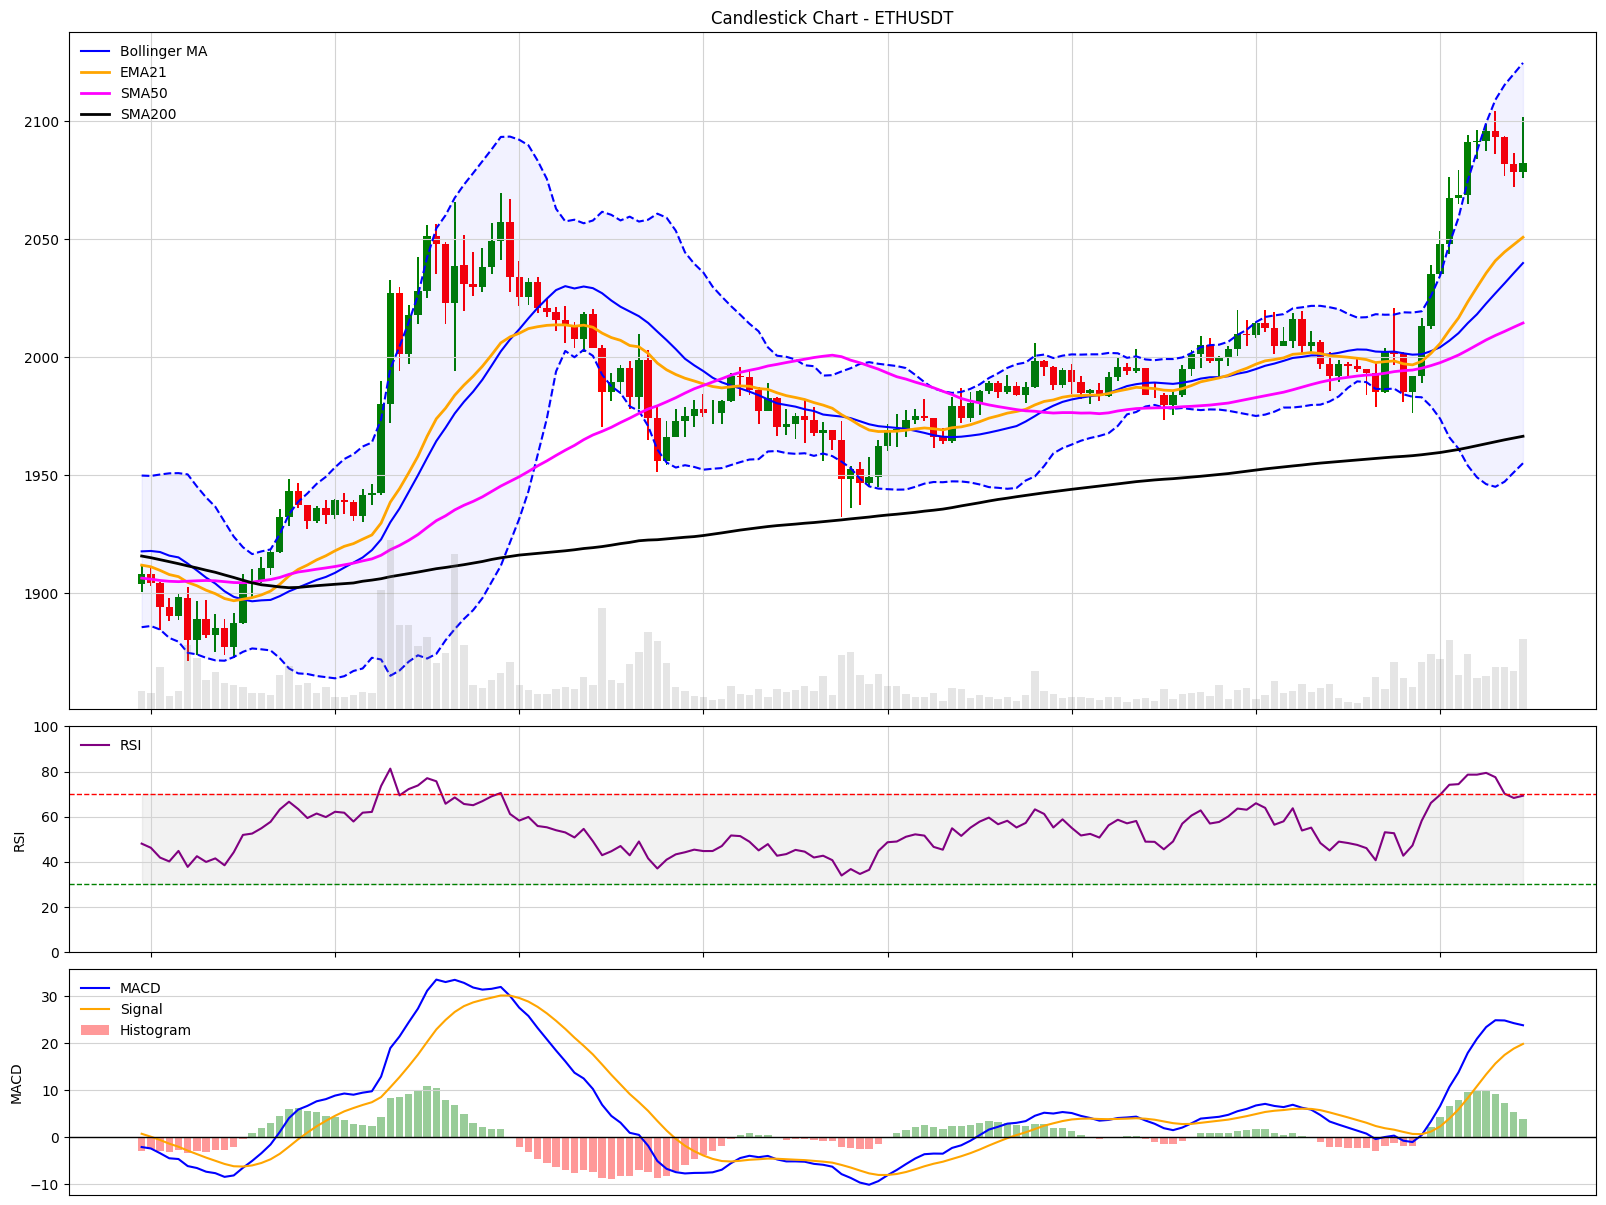 Candlestick Chart - ETHUSDT
Bollinger MA
EMA21
SMA50
SMA200
2100
2050
2000
1950
1900
100
80
60
40
20
0
RSI
RSI
30
20
10
0
−10
MACD
MACD
Signal
Histogram